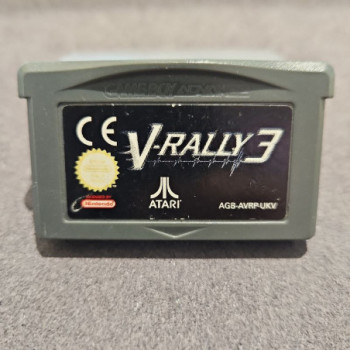 GAME BOY ADVANCE
CE
V-RALLY 3
Nintendo
ATARI
AGB-AVRP-UKV